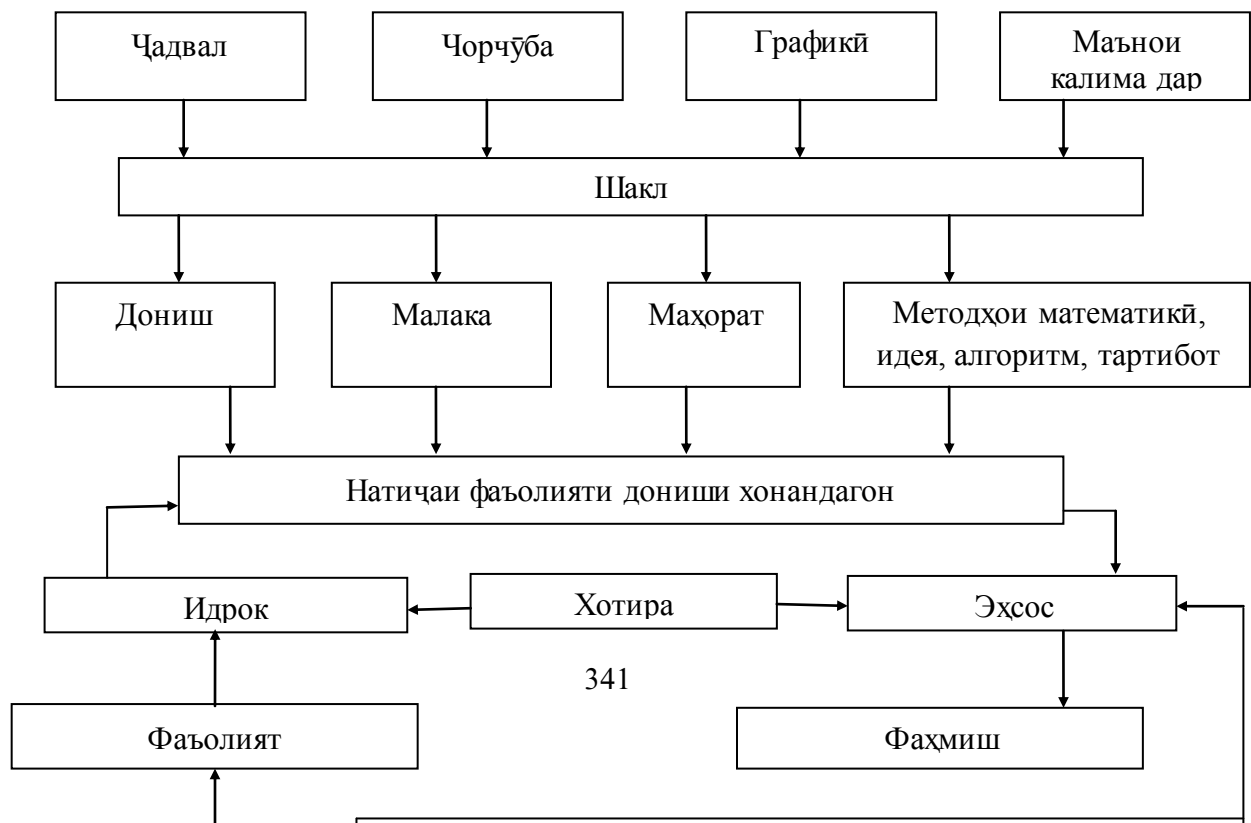 Ҷадвал
Чорчӯба
Графикӣ
Маънои
калима дар
Шакл
Дониш
Малака
Маҳорат
Методҳои математикӣ,
идея, алгоритм, тартибот
Натиҷаи фаъолияти дониши хонандагон
Идрок
Хотира
Эҳсос
341
Фаъолият
Фаҳмиш